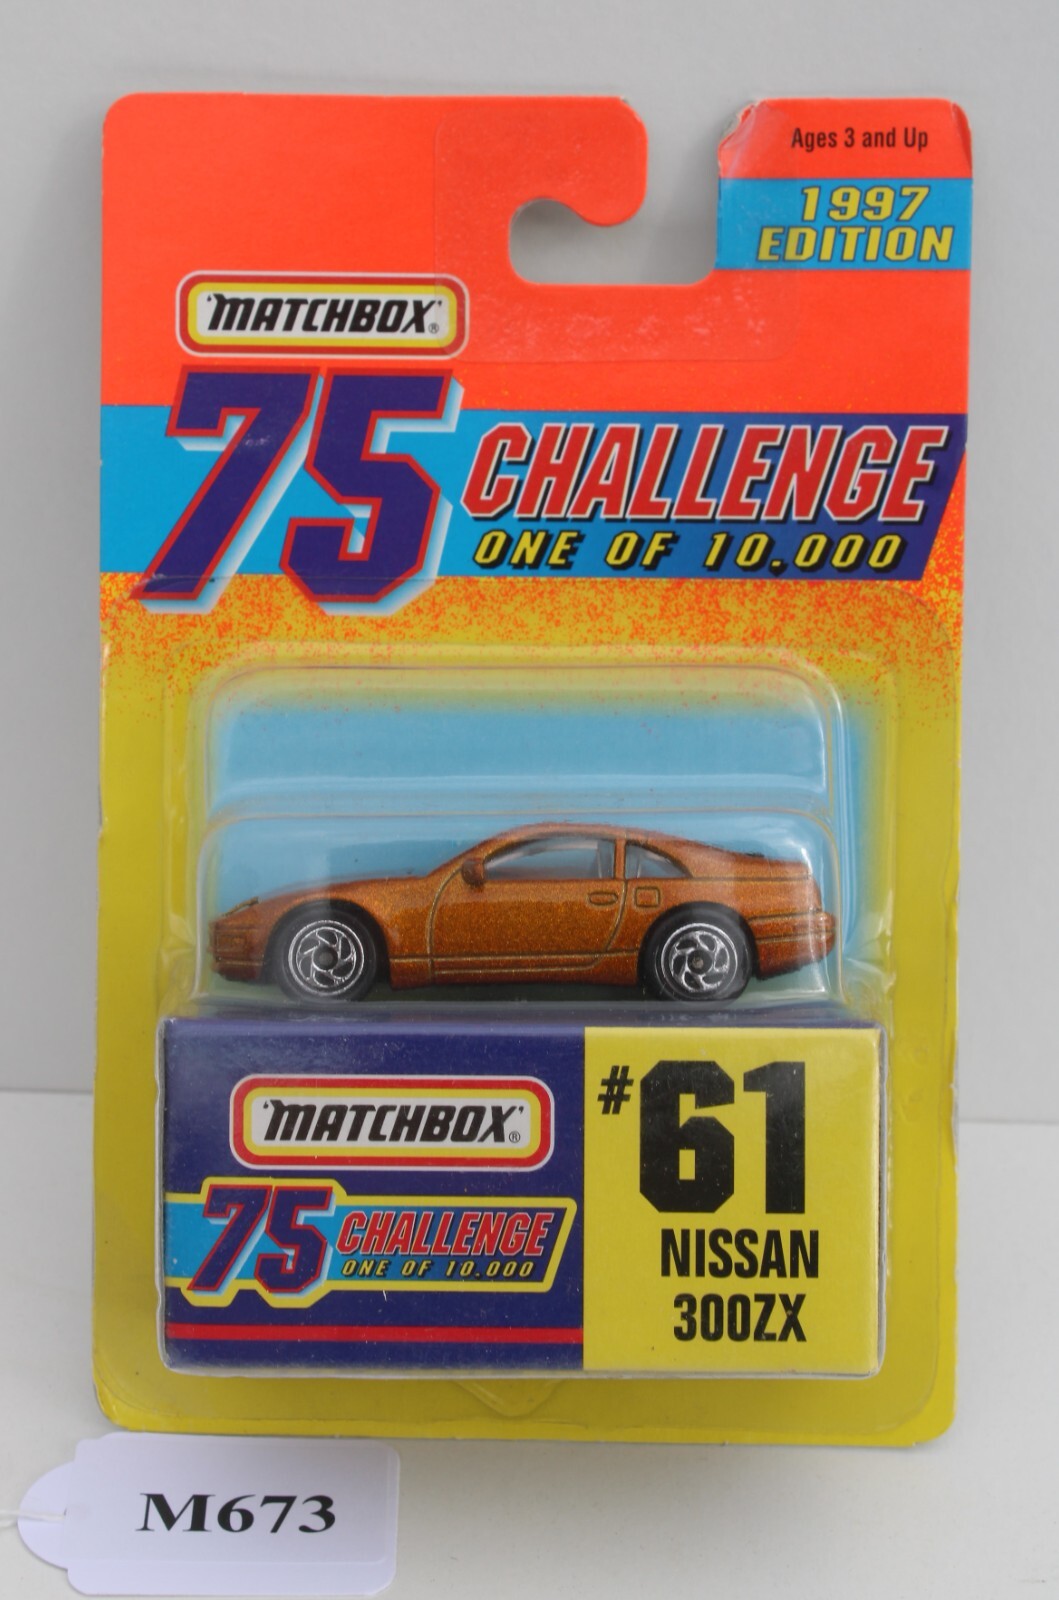 Ages 3 and Up
1997
EDITION
'MATCHBOX'®
75
CHALLENGE
ONE OF 10.000
'MATCHBOX'®
75
CHALLENGE
ONE OF 10.000
#61
NISSAN
300ZX
M673